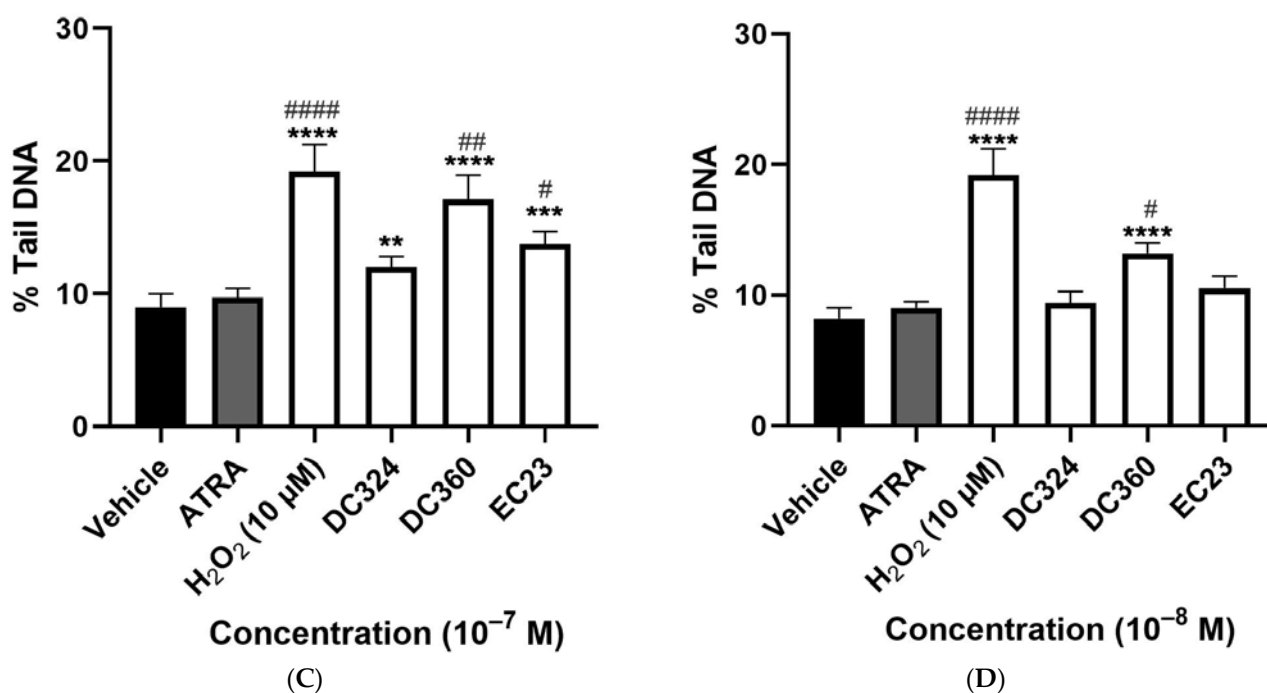 30
20
10
0
% Tail DNA
####
****
**
##
****
#
***
Vehicle
ATRA
H₂O₂ (10 µM)
DC324
DC360
EC23
Concentration (10⁻⁷ M)
(C)
30
20
10
0
% Tail DNA
####
****
#
****
Vehicle
ATRA
H₂O₂ (10 µM)
DC324
DC360
EC23
Concentration (10⁻⁸ M)
(D)